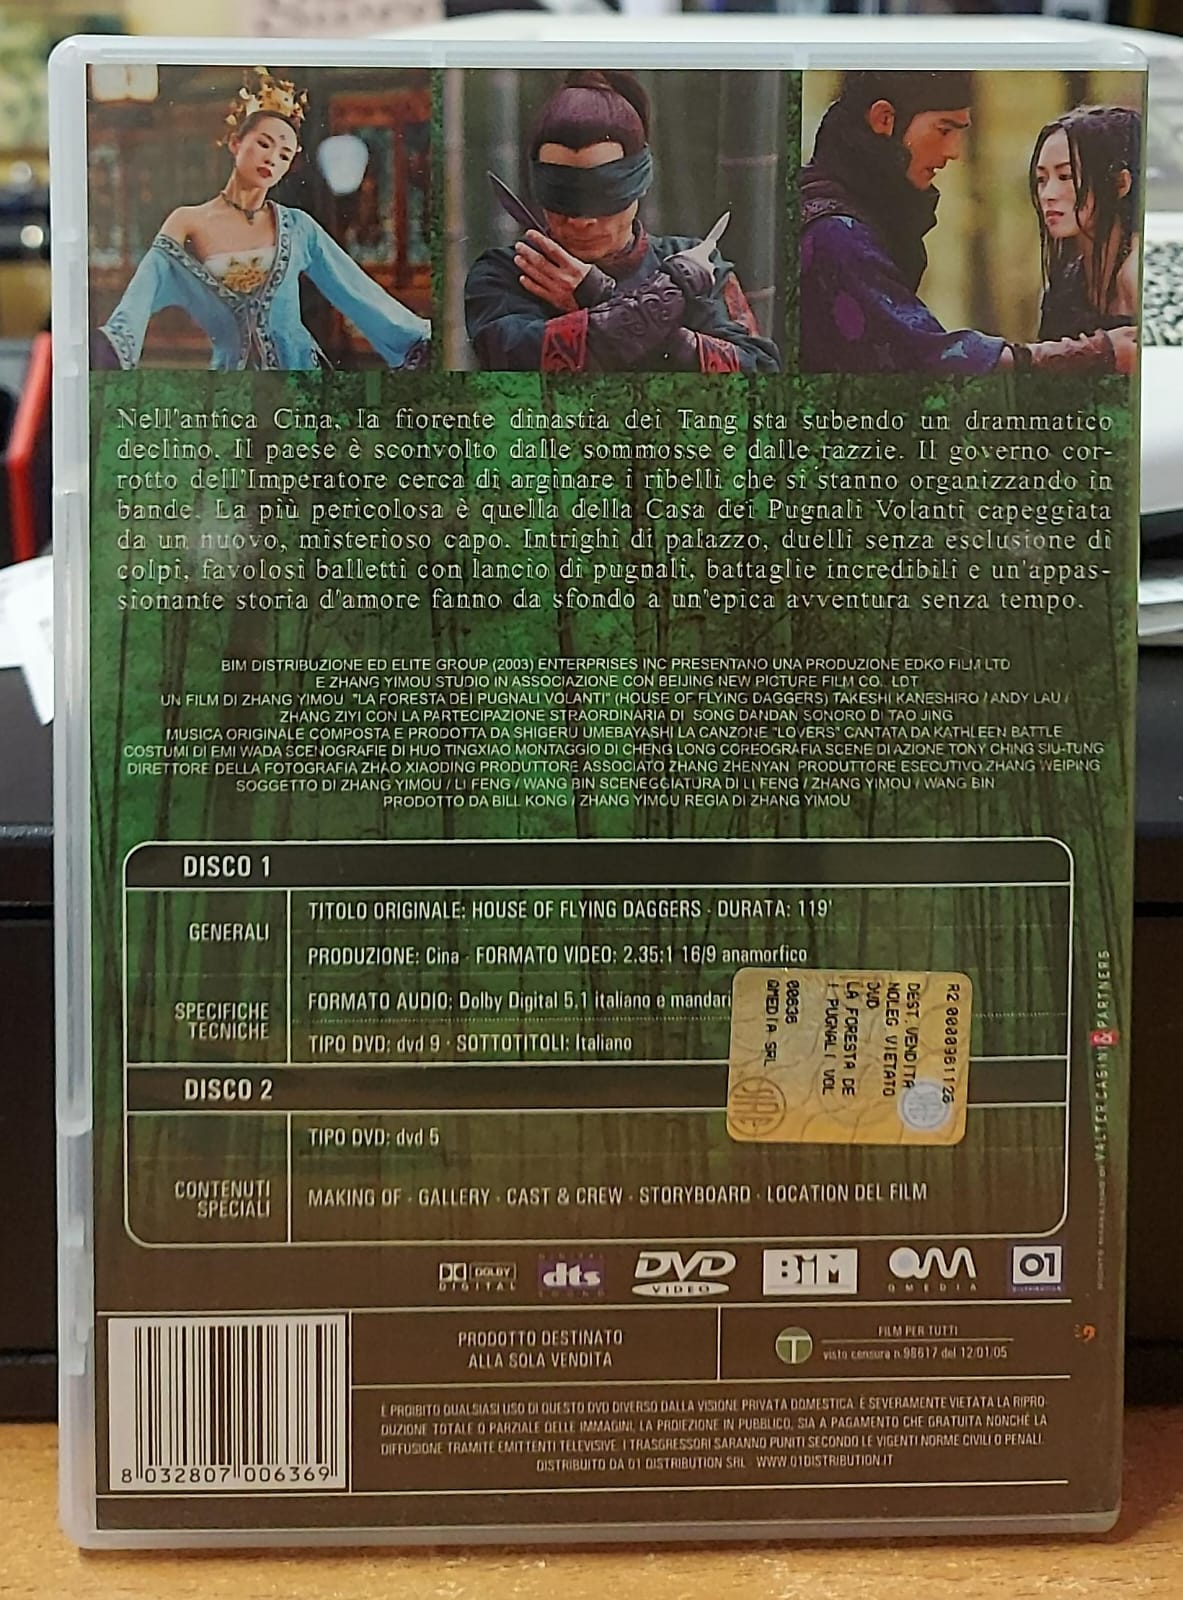 Nell'antica Cina, la fiorente dinastia dei Tang sta subendo un drammatico
declino. Il paese è sconvolto dalle sommosse e dalle razzie. Il governo cor-
rotto dell'Imperatore cerca di arginare i ribelli che si stanno organizzando in
bande. La più pericolosa è quella della Casa dei Pugnali Volanti capeggiata
da un nuovo, misterioso capo. Intrighi di palazzo, duelli senza esclusione di
colpi, favolosi balletti con lancio di pugnali, battaglie incredibili e un'appas-
sionante storia d'amore fanno da sfondo a un'epica avventura senza tempo.
BIM DISTRIBUZIONE ED ELITE GROUP (2003) ENTERPRISES INC PRESENTANO UNA PRODUZIONE EDKO FILM LTD
E ZHANG YIMOU STUDIO IN ASSOCIAZIONE CON BEIJING NEW PICTURE FILM CO., LDT
UN FILM DI ZHANG YIMOU "LA FORESTA DEI PUGNALI VOLANTI" (HOUSE OF FLYING DAGGERS) TAKESHI KANESHIRO / ANDY LAU /
ZHANG ZIYI CON LA PARTECIPAZIONE STRAORDINARIA DI SONG DANDAN SONORO DI TAO JING
MUSICA ORIGINALE COMPOSTA E PRODOTTA DA SHIGERU UMEBAYASHI LA CANZONE "LOVERS" CANTATA DA KATHLEEN BATTLE
COSTUMI DI EMI WADA SCENOGRAFIE DI HUO TINGXIAO MONTAGGIO DI CHENG LONG COREOGRAFIA SCENE DI AZIONE TONY CHING SIU-TUNG
DIRETTORE DELLA FOTOGRAFIA ZHAO XIAODING PRODUTTORE ASSOCIATO ZHANG ZHENYAN PRODUTTORE ESECUTIVO ZHANG WEIPING
SOGGETTO DI ZHANG YIMOU / LI FENG / WANG BIN SCENEGGIATURA DI LI FENG / ZHANG YIMOU / WANG BIN
PRODOTTO DA BILL KONG / ZHANG YIMOU REGIA DI ZHANG YIMOU
DISCO 1
GENERALI
TITOLO ORIGINALE: HOUSE OF FLYING DAGGERS · DURATA: 119'
PRODUZIONE: Cina · FORMATO VIDEO: 2.35:1 16/9 anamorfico
SPECIFICHE
TECNICHE
FORMATO AUDIO: Dolby Digital 5.1 italiano e mandari
TIPO DVD: dvd 9 · SOTTOTITOLI: Italiano
R2 0000961126
DEST.VENDITA
NOLEG VIETATO
DVD
LA FORESTA DE
I PUGNALI VOL
00636
QMEDIA SRL
DISCO 2
TIPO DVD: dvd 5
CONTENUTI
SPECIALI
MAKING OF · GALLERY · CAST & CREW · STORYBOARD · LOCATION DEL FILM
VALTER CASINI & PARTNERS
DOLBY
DIGITAL
DIGITAL
dts
SOUND
DVD
VIDEO
BiM
QM
QMEDIA
01
DISTRIBUTION
PRODOTTO DESTINATO
ALLA SOLA VENDITA
T
FILM PER TUTTI
visto censura n.98617 del 12/01/05
È PROIBITO QUALSIASI USO DI QUESTO DVD DIVERSO DALLA VISIONE PRIVATA DOMESTICA. È SEVERAMENTE VIETATA LA RIPRO-
DUZIONE TOTALE O PARZIALE DELLE IMMAGINI, LA PROIEZIONE IN PUBBLICO, SIA A PAGAMENTO CHE GRATUITA NONCHÉ LA
DIFFUSIONE TRAMITE EMITTENTI TELEVISIVE. I TRASGRESSORI SARANNO PUNITI SECONDO LE VIGENTI NORME CIVILI O PENALI.
DISTRIBUITO DA 01 DISTRIBUTION SRL WWW.01DISTRIBUTION.IT
8 032807 006369